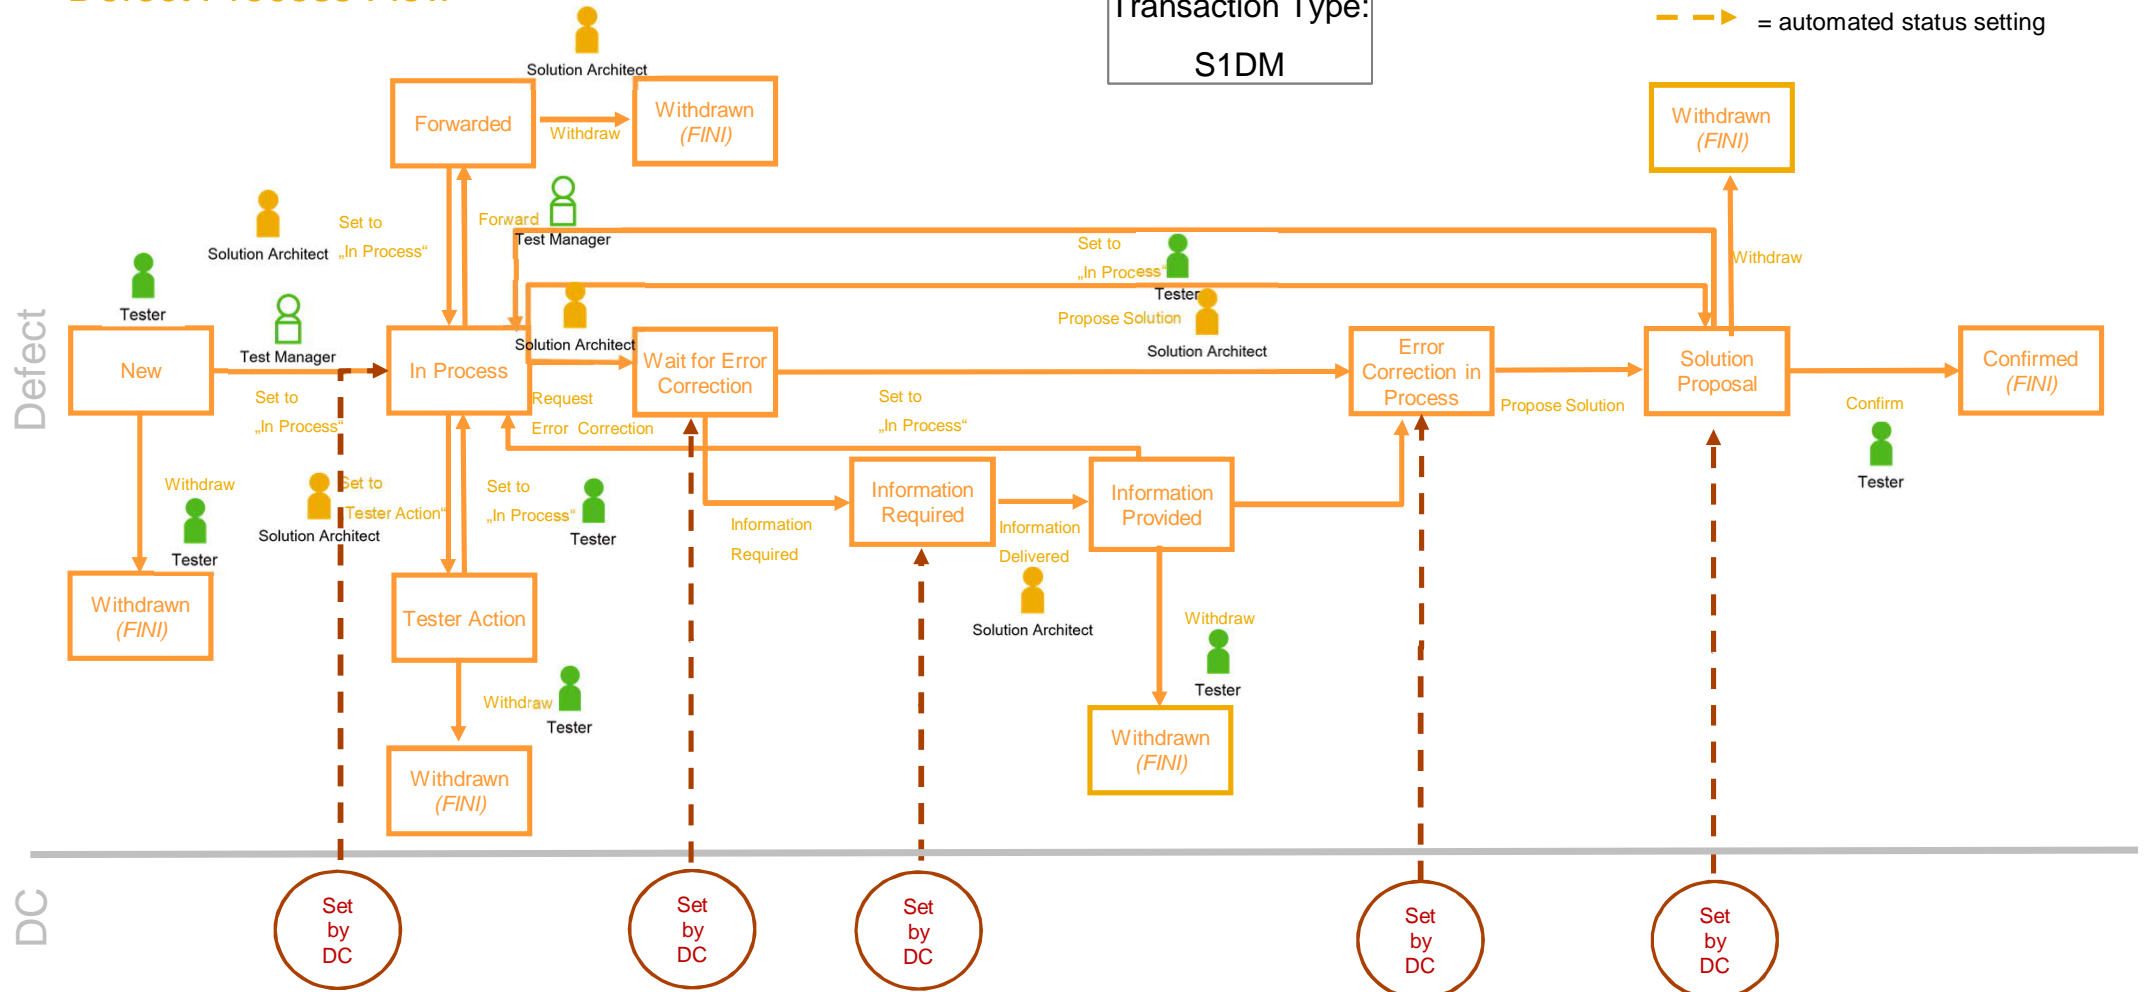 Transaction Type:
S1DM
= automated status setting
Solution Architect
Forwarded
Withdraw
Withdrawn
(FINI)
Withdrawn
(FINI)
Solution Architect
Set to
„In Process“
Forward
Test Manager
Set to
„In Process“
Tester
Withdraw
Tester
Test Manager
Solution Architect
Propose Solution
Solution Architect
Defect
New
Set to
„In Process“
In Process
Request
Error Correction
Wait for Error
Correction
Set to
„In Process“
Error
Correction in
Process
Propose Solution
Solution
Proposal
Confirm
Tester
Confirmed
(FINI)
Withdraw
Tester
Solution Architect
Set to
"Tester Action“
Set to
„In Process“
Tester
Information
Required
Information
Required
Information
Delivered
Solution Architect
Information
Provided
Withdraw
Tester
Withdrawn
(FINI)
Tester Action
Withdraw
Tester
Withdrawn
(FINI)
Withdrawn
(FINI)
DC
Set
by
DC
Set
by
DC
Set
by
DC
Set
by
DC
Set
by
DC